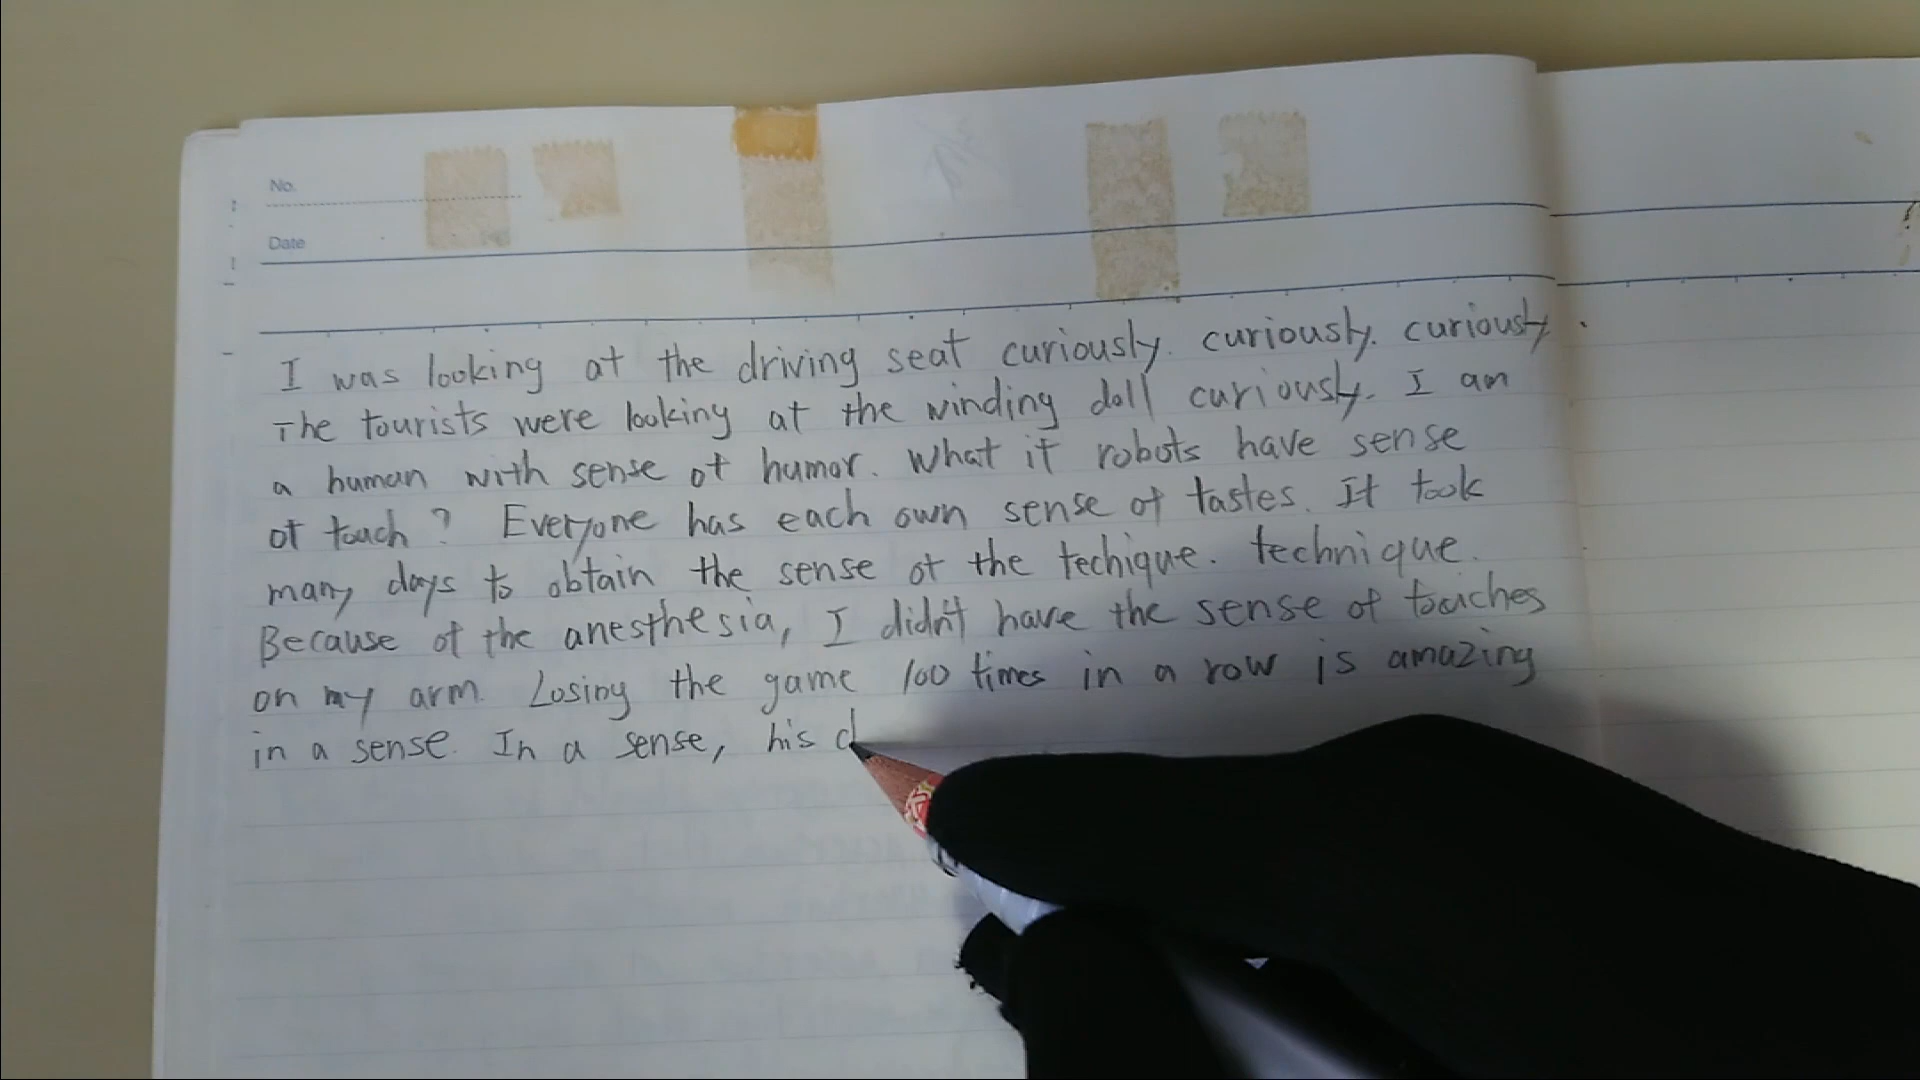 No.
Date
I was looking at the driving seat curiously. curiously. curiously.
The tourists were looking at the winding doll curiously. I am
a human with sense of humor. What if robots have sense
of touch? Everyone has each own sense of tastes. It took
many days to obtain the sense of the techique. technique.
Because of the anesthesia, I didn't have the sense of touches
on my arm. Losing the game 100 times in a row is amazing
in a sense. In a sense, his d